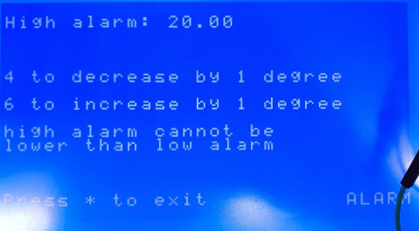 High alarm: 20.00
4 to decrease by 1 degree
6 to increase by 1 degree
high alarm cannot be
lower than low alarm
Press * to exit ALARM